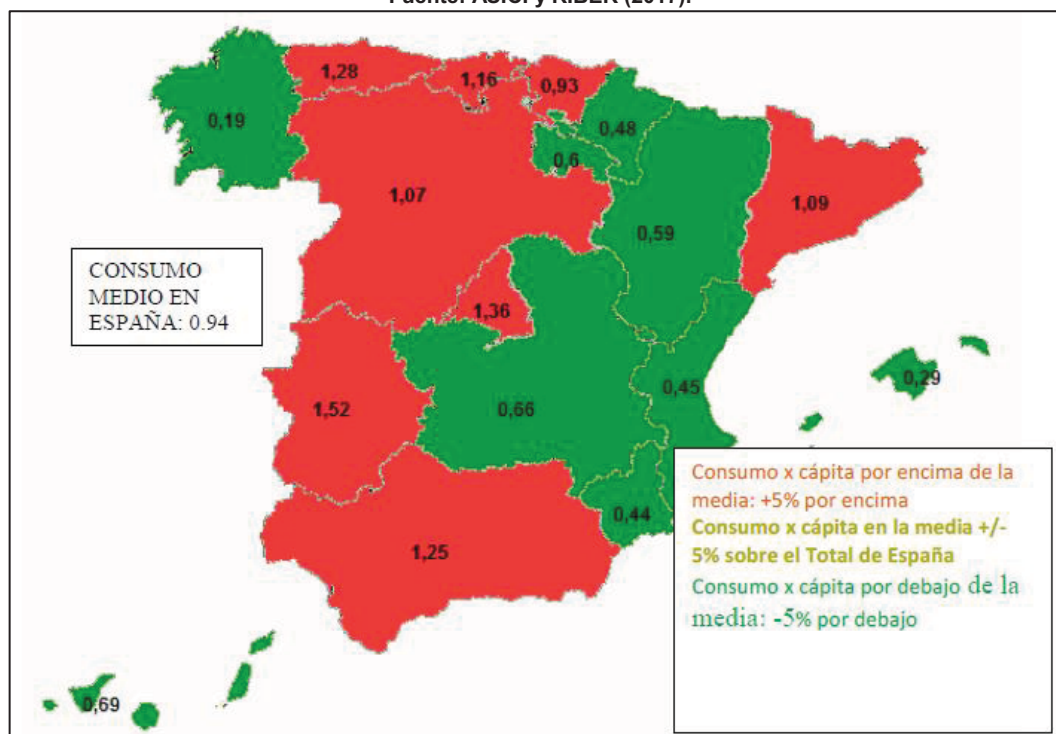 Fuente: ASICI y RIBER (2017).
1,28
1,16
0,93
0,19
0,48
0,6
1,07
1,09
0,59
CONSUMO
MEDIO EN
ESPAÑA: 0.94
1,36
0,29
0,45
1,52
0,66
Consumo x cápita por encima de la
media: +5% por encima
Consumo x cápita en la media +/-
5% sobre el Total de España
Consumo x cápita por debajo de la
media: -5% por debajo
0,44
1,25
0,69